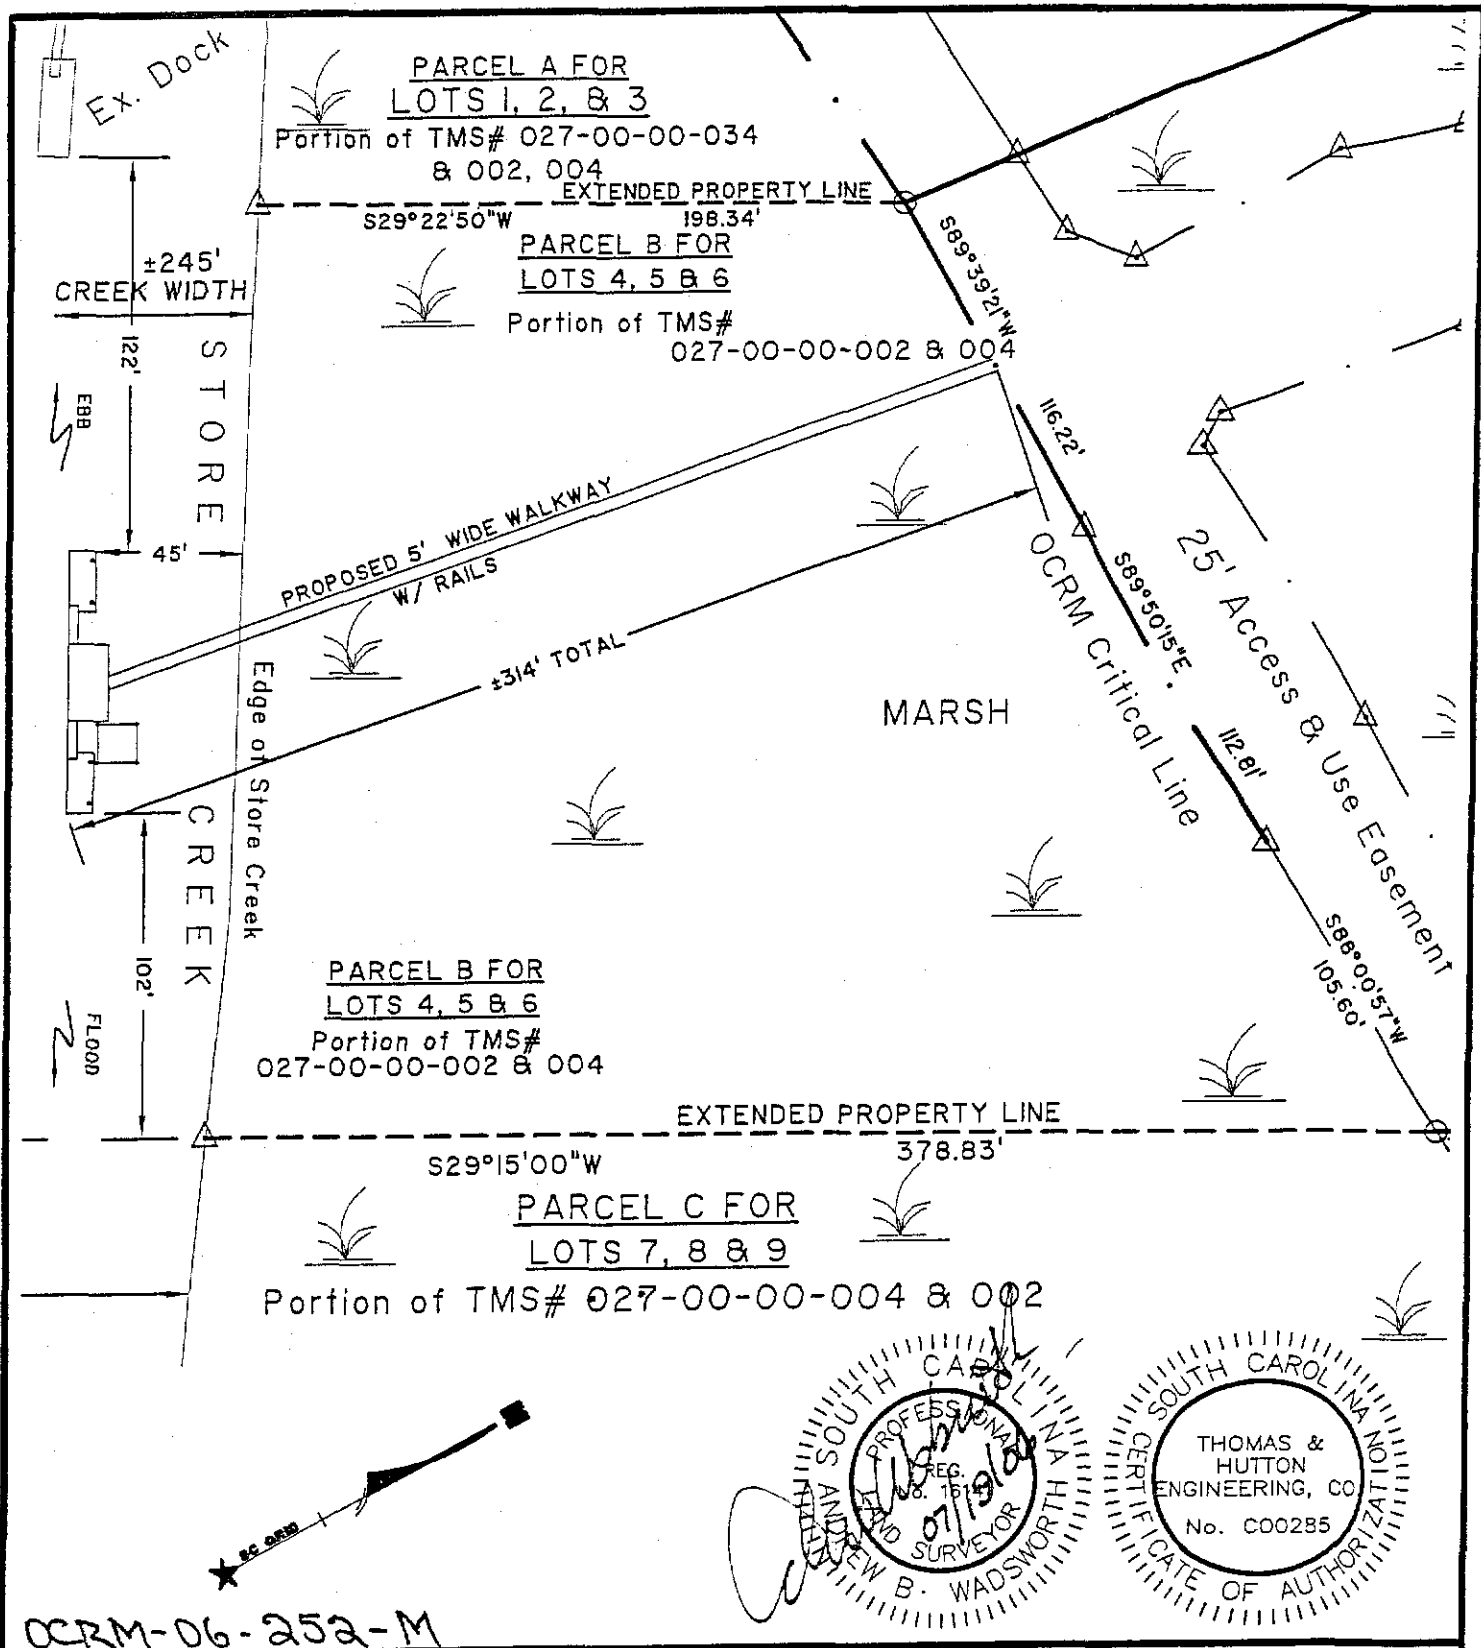 Ex. Dock
PARCEL A FOR
LOTS 1, 2, & 3
Portion of TMS# 027-00-00-034
& 002, 004
EXTENDED PROPERTY LINE
S29°22'50"W 198.34'
PARCEL B FOR
LOTS 4, 5 & 6
Portion of TMS#
027-00-00-002 & 004
S89°39'21"W
116.22'
±245'
CREEK WIDTH
122'
EBB
STORE
45'
PROPOSED 5' WIDE WALKWAY
W/ RAILS
±314' TOTAL
OCRM Critical Line
S89°50'15"E
112.81'
25' Access & Use Easement
MARSH
Edge of Store Creek
CREEK
102'
FLOOD
S86°00'57"W
105.60'
PARCEL B FOR
LOTS 4, 5 & 6
Portion of TMS#
027-00-00-002 & 004
EXTENDED PROPERTY LINE
S29°15'00"W 378.83'
PARCEL C FOR
LOTS 7, 8 & 9
Portion of TMS# 027-00-00-004 & 002
SOUTH CAROLINA
PROFESSIONAL
REG.
No.
LAND SURVEYOR
ANDREW B. WADSWORTH
SOUTH CAROLINA
THOMAS &
HUTTON
ENGINEERING, CO
No. C00285
CERTIFICATE OF AUTHORIZATION
OCRM-06-252-M